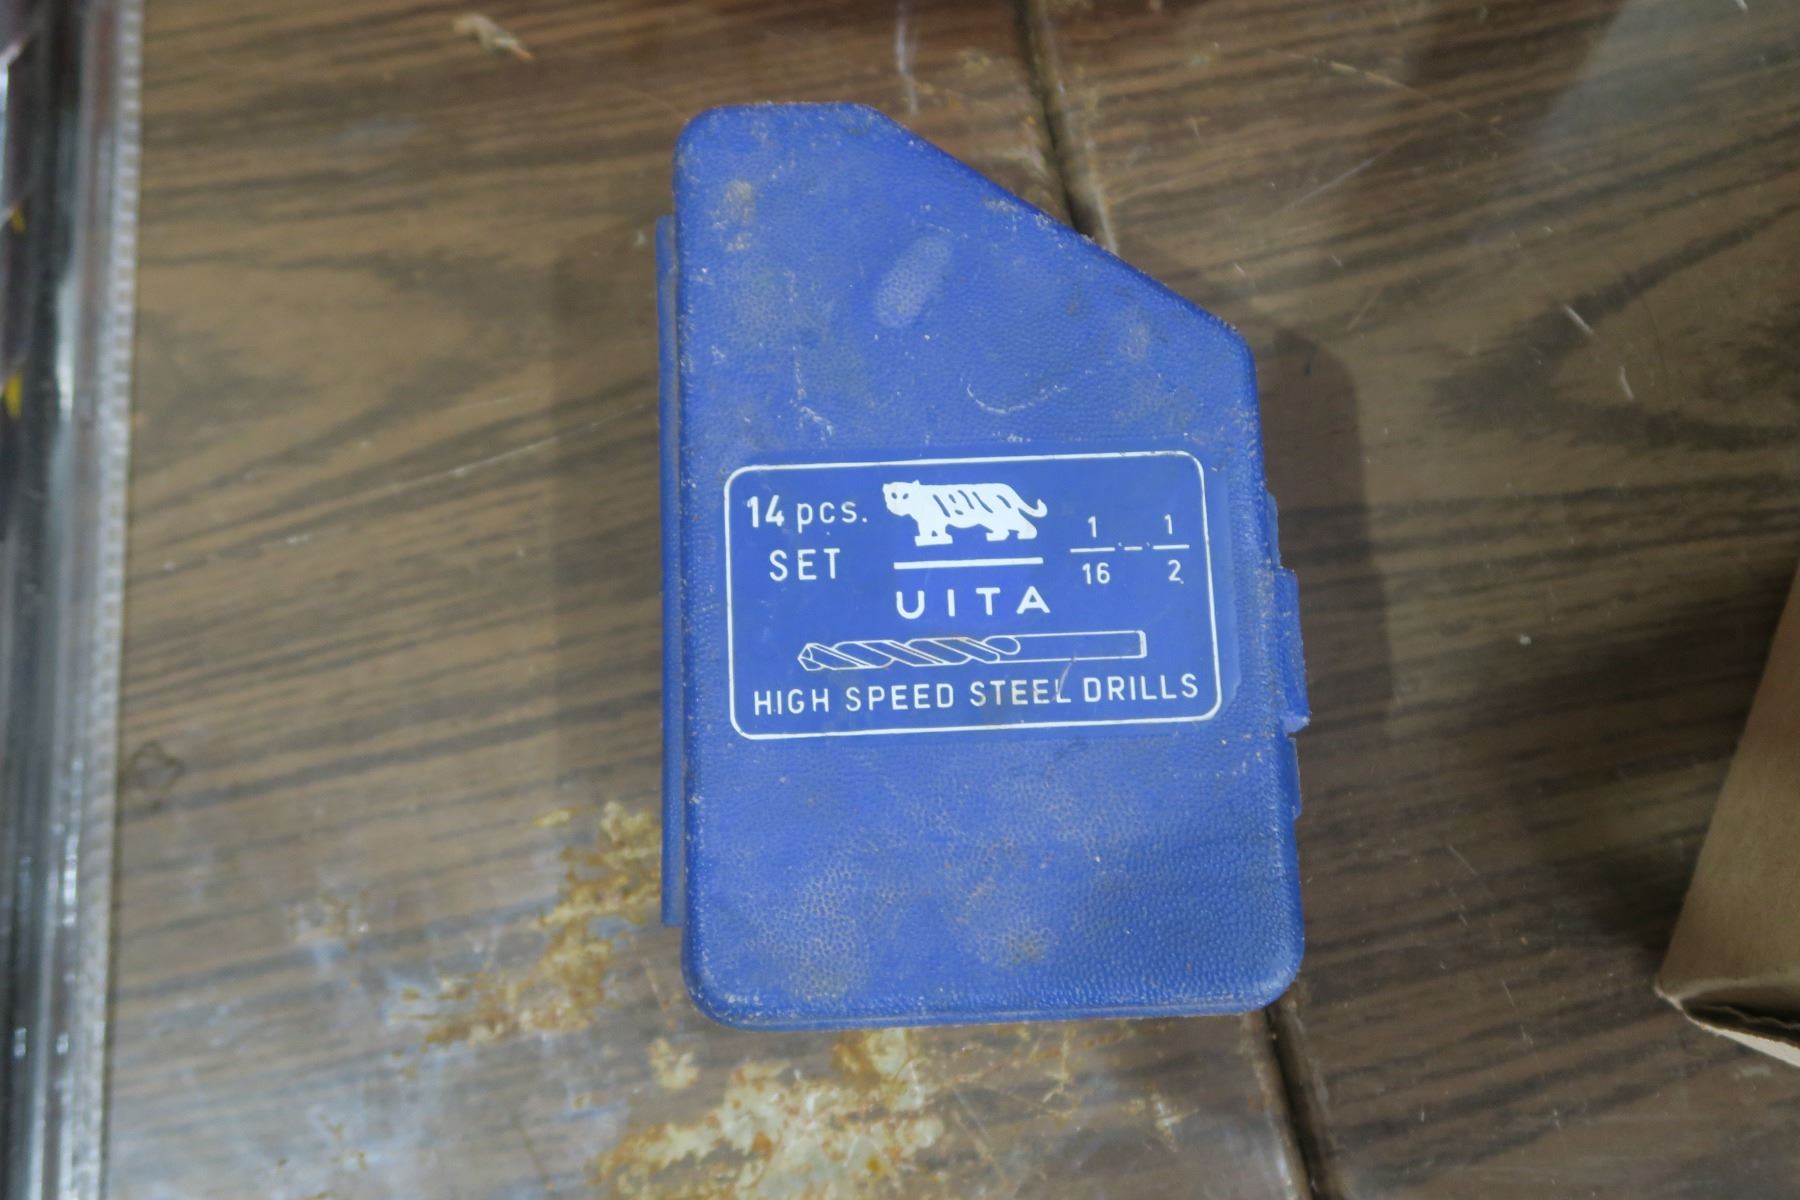 14 pcs.
SET
UITA
1/16 - 1/2
HIGH SPEED STEEL DRILLS